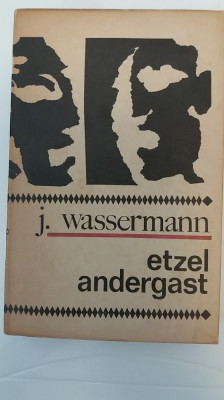 j. wassermann
etzel
andergast